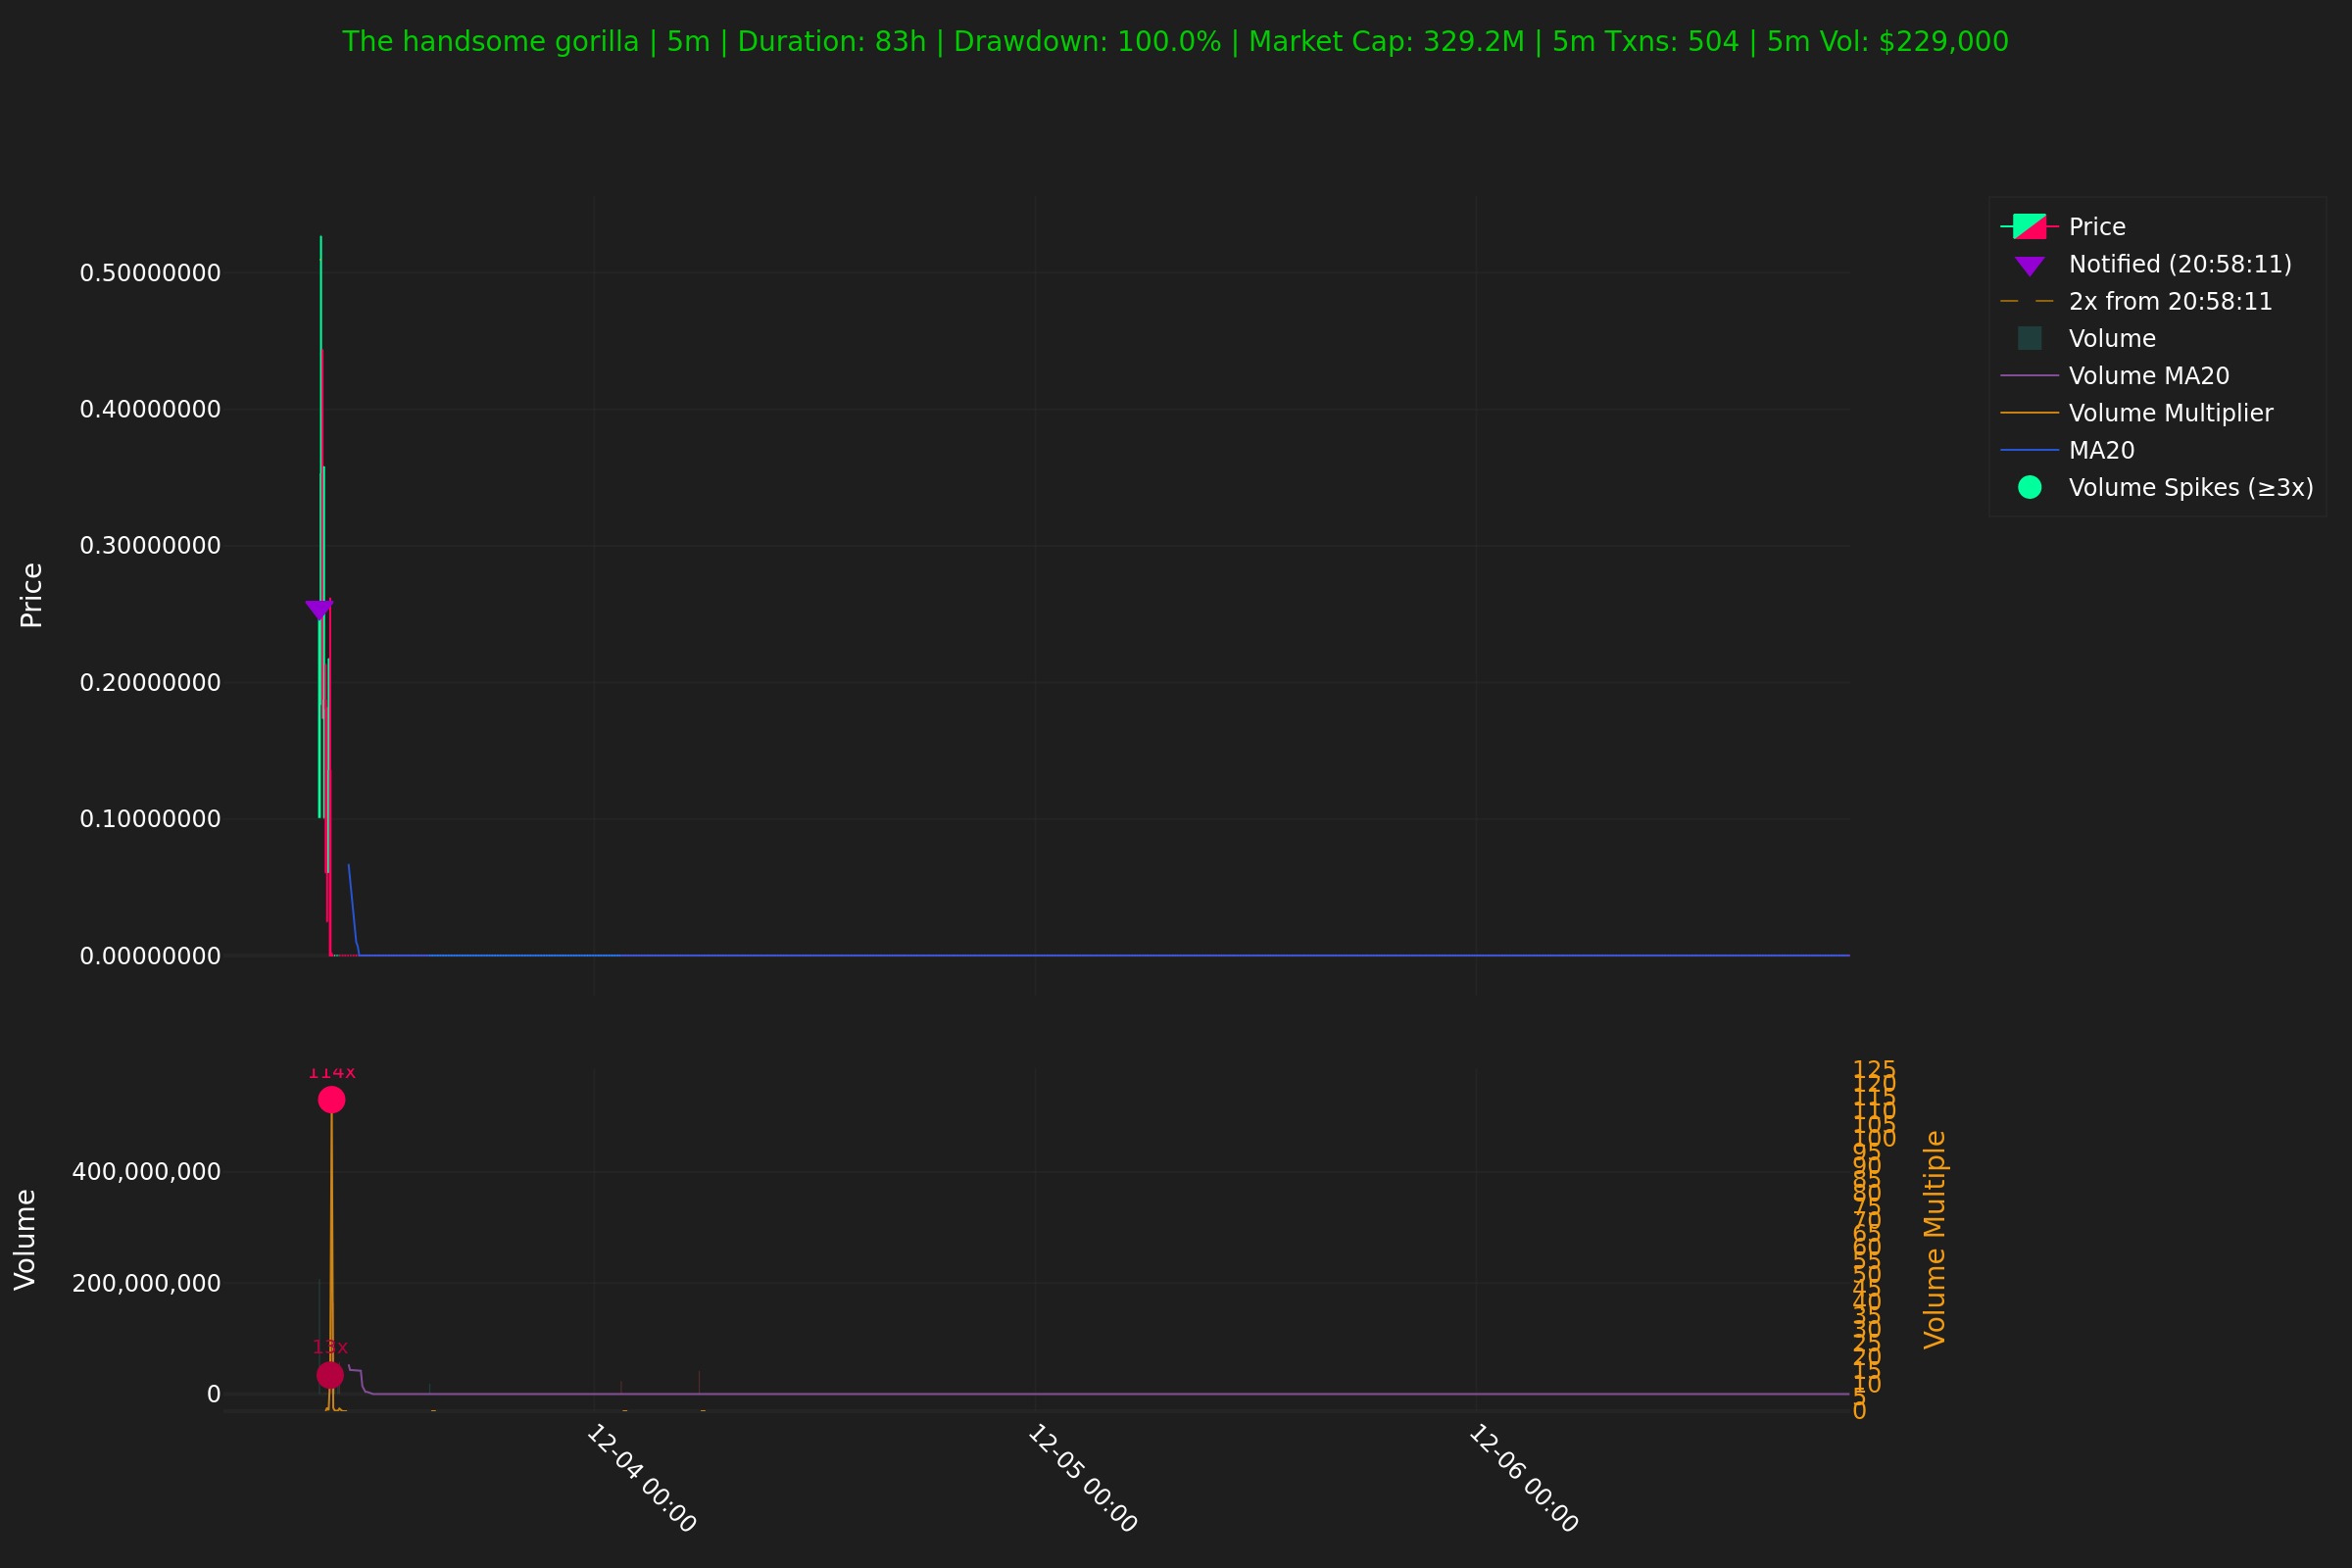 The handsome gorilla | 5m | Duration: 83h | Drawdown: 100.0% | Market Cap: 329.2M | 5m Txns: 504 | 5m Vol: $229,000
Price
0.50000000
0.40000000
0.30000000
0.20000000
0.10000000
0.00000000
Price
Notified (20:58:11)
2x from 20:58:11
Volume
Volume MA20
Volume Multiplier
MA20
Volume Spikes (≥3x)
Volume
400,000,000
200,000,000
0
114x
13x
125
120
115
110
105
100
95
90
85
80
75
70
65
60
55
50
45
40
35
30
25
20
15
10
5
0
Volume Multiple
12-04 00:00
12-05 00:00
12-06 00:00